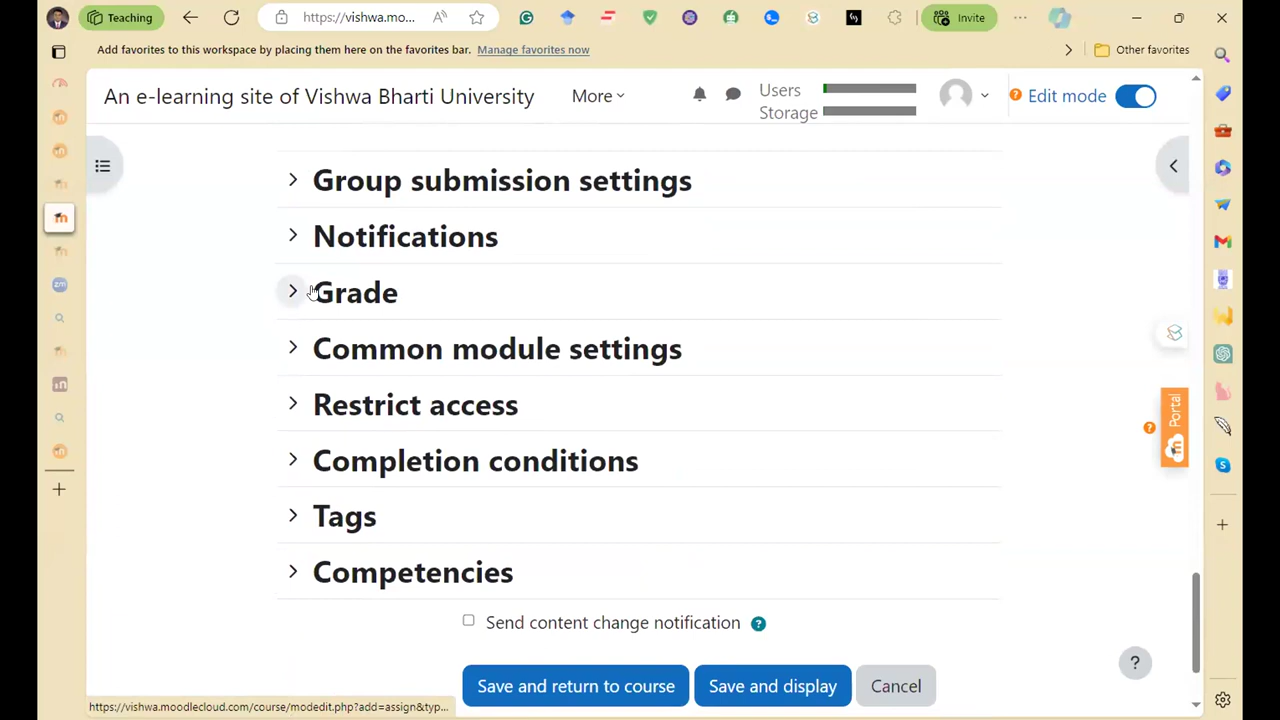 Teaching
https://vishwa.mo...
Invite
Add favorites to this workspace by placing them here on the favorites bar. Manage favorites now
Other favorites
An e-learning site of Vishwa Bharti University
More
Users
Storage
Edit mode
Group submission settings
Notifications
Grade
Common module settings
Restrict access
Completion conditions
Tags
Competencies
Portal
Send content change notification
Save and return to course
Save and display
Cancel
https://vishwa.moodlecloud.com/course/modedit.php?add=assign&typ...